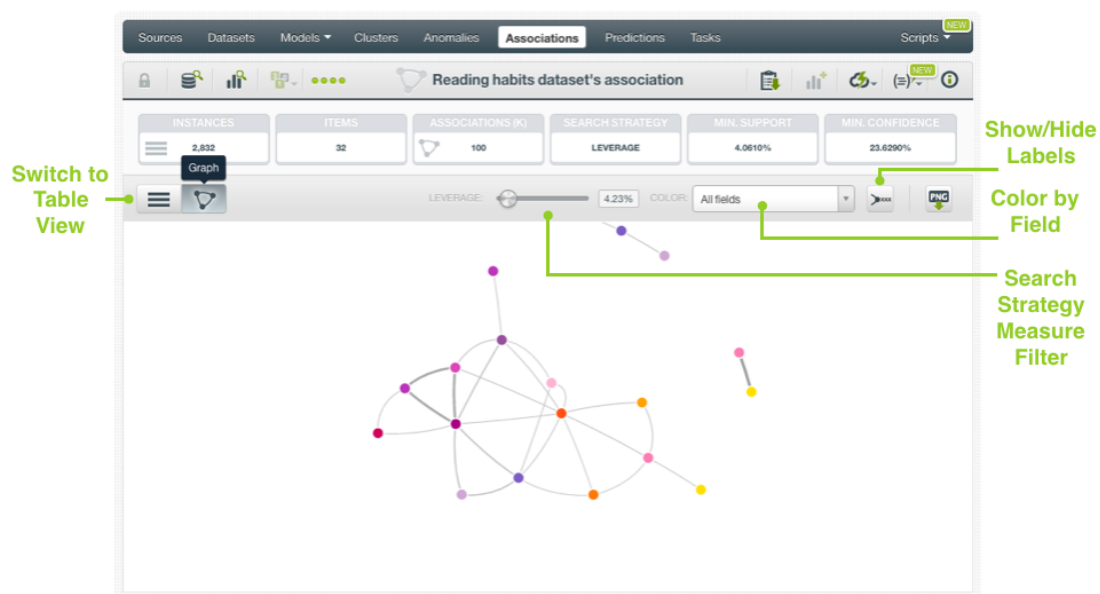 Sources Datasets Models Clusters Anomalies Associations Predictions Tasks Scripts NEW
Reading habits dataset's association (=) NEW
INSTANCES ITEMS ASSOCIATIONS (K) SEARCH STRATEGY MIN. SUPPORT MIN. CONFIDENCE
2,832 32 100 LEVERAGE 4.0610% 23.6290%
Graph
LEVERAGE: 4.23% COLOR: All fields PNG
Switch to
Table
View
Show/Hide
Labels
Color by
Field
Search
Strategy
Measure
Filter